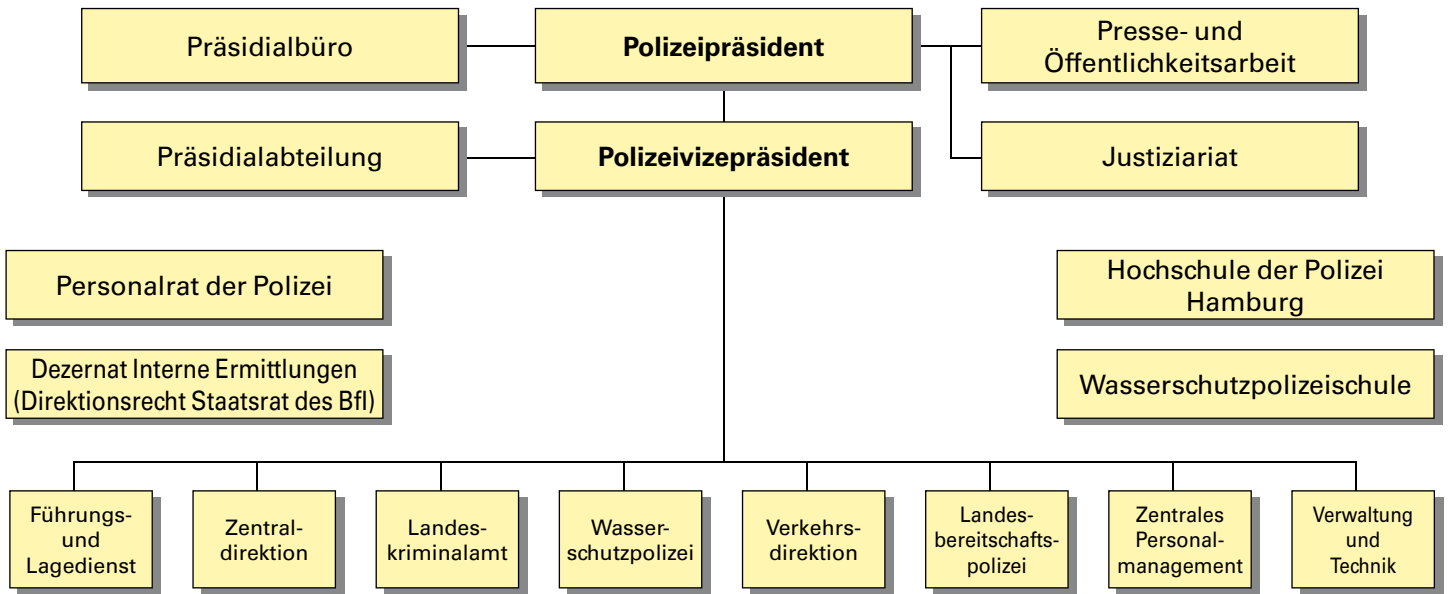 Präsidialbüro
Polizeipräsident
Presse- und
Öffentlichkeitsarbeit
Präsidialabteilung
Polizeivizepräsident
Justiziariat
Personalrat der Polizei
Hochschule der Polizei
Hamburg
Dezernat Interne Ermittlungen
(Direktionsrecht Staatsrat des BfI)
Wasserschutzpolizeischule
Führungs-
und
Lagedienst
Zentral-
direktion
Landes-
kriminalamt
Wasser-
schutzpolizei
Verkehrs-
direktion
Landes-
bereitschafts-
polizei
Zentrales
Personal-
management
Verwaltung
und
Technik